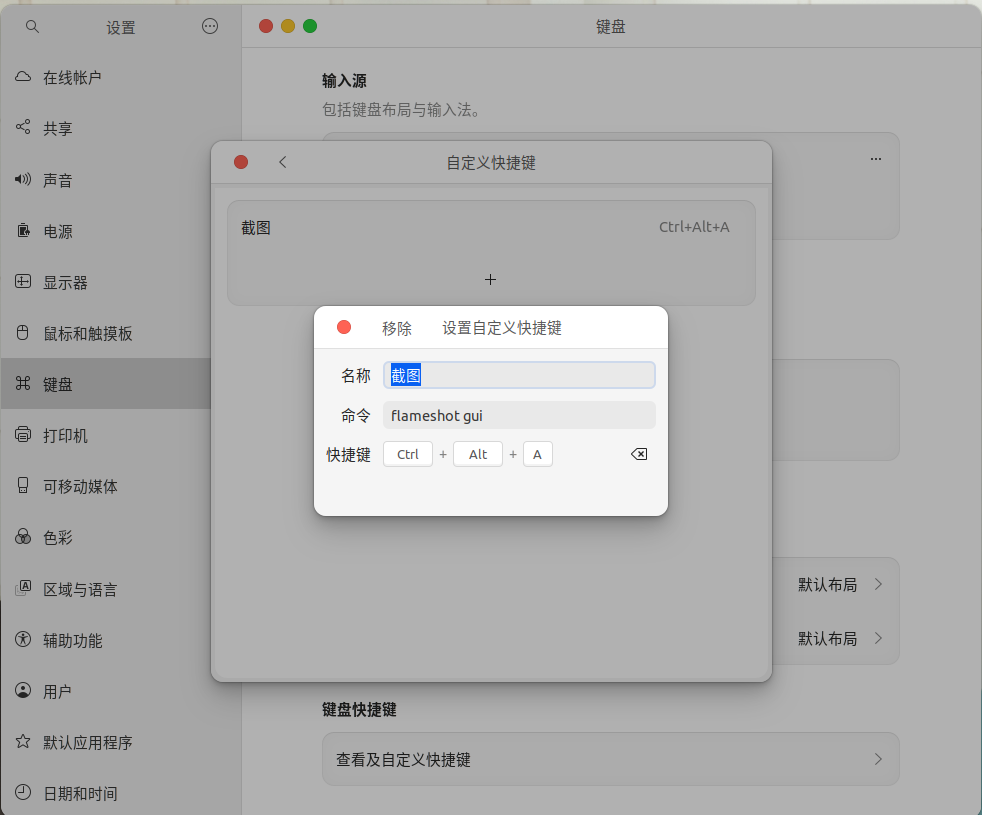 设置
键盘
在线帐户
共享
声音
电源
显示器
鼠标和触摸板
键盘
打印机
可移动媒体
色彩
区域与语言
辅助功能
用户
默认应用程序
日期和时间
输入源
包括键盘布局与输入法。
自定义快捷键
截图 Ctrl+Alt+A
+
移除 设置自定义快捷键
名称 截图
命令 flameshot gui
快捷键 Ctrl + Alt + A
默认布局
默认布局
键盘快捷键
查看及自定义快捷键